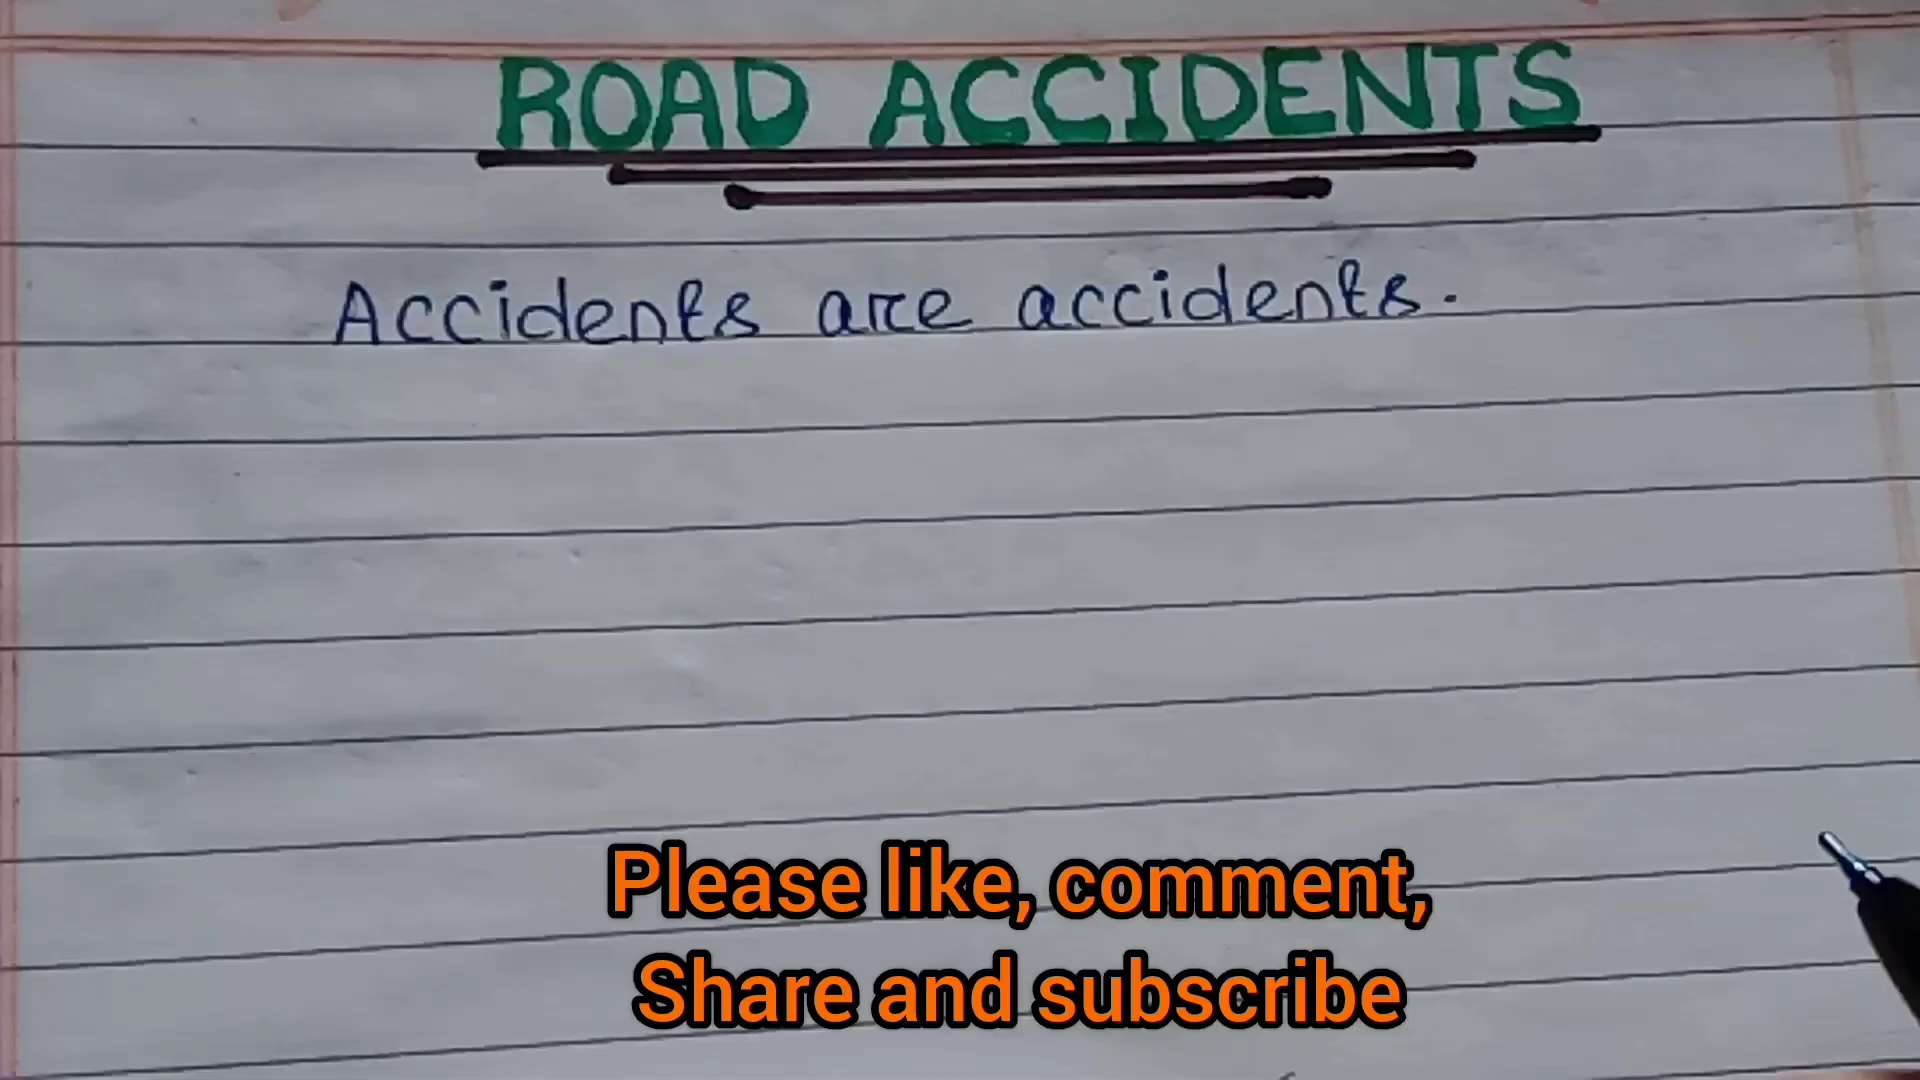 ROAD ACCIDENTS
Accidents are accidents.
Please like, comment,
Share and subscribe